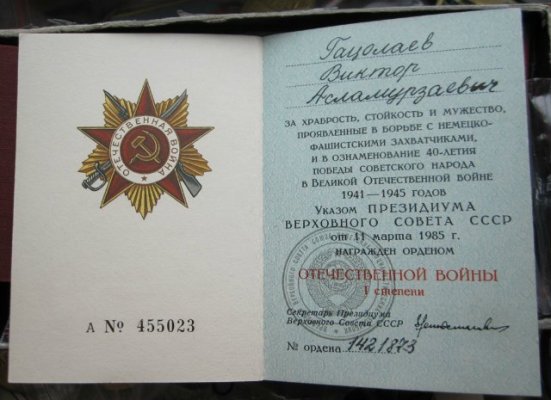 ОТЕЧЕСТВЕННАЯ ВОЙНА
А № 455023
Гацолаев
Виктор
Асламурзаевич
ЗА ХРАБРОСТЬ, СТОЙКОСТЬ И МУЖЕСТВО,
ПРОЯВЛЕННЫЕ В БОРЬБЕ С НЕМЕЦКО-
ФАШИСТСКИМИ ЗАХВАТЧИКАМИ,
И В ОЗНАМЕНОВАНИЕ 40-ЛЕТИЯ
ПОБЕДЫ СОВЕТСКОГО НАРОДА
В ВЕЛИКОЙ ОТЕЧЕСТВЕННОЙ ВОЙНЕ
1941—1945 ГОДОВ
УКАЗОМ ПРЕЗИДИУМА
ВЕРХОВНОГО СОВЕТА СССР
от 11 марта 1985 г.
НАГРАЖДЕН ОРДЕНОМ
ОТЕЧЕСТВЕННОЙ ВОЙНЫ
I степени
Секретарь Президиума
Верховного Совета СССР
№ ордена 1421873